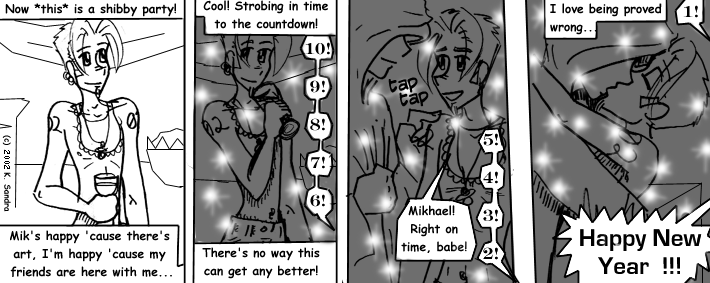 Now *this* is a shibby party!
(c) 2002 K. Sandra
Mik's happy 'cause there's
art, I'm happy 'cause my
friends are here with me...
Cool! Strobing in time
to the countdown!
10!
9!
8!
7!
6!
There's no way this
can get any better!
tap
tap
5!
4!
3!
2!
Mikhael!
Right on
time, babe!
I love being proved
wrong...
1!
Happy New
Year !!!